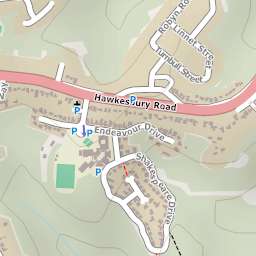 Robyn Road
Linnet Street
Turnbull Street
Hawkesbury Road
P
P
P
P
P
Endeavour Drive
Shakespeare Drive